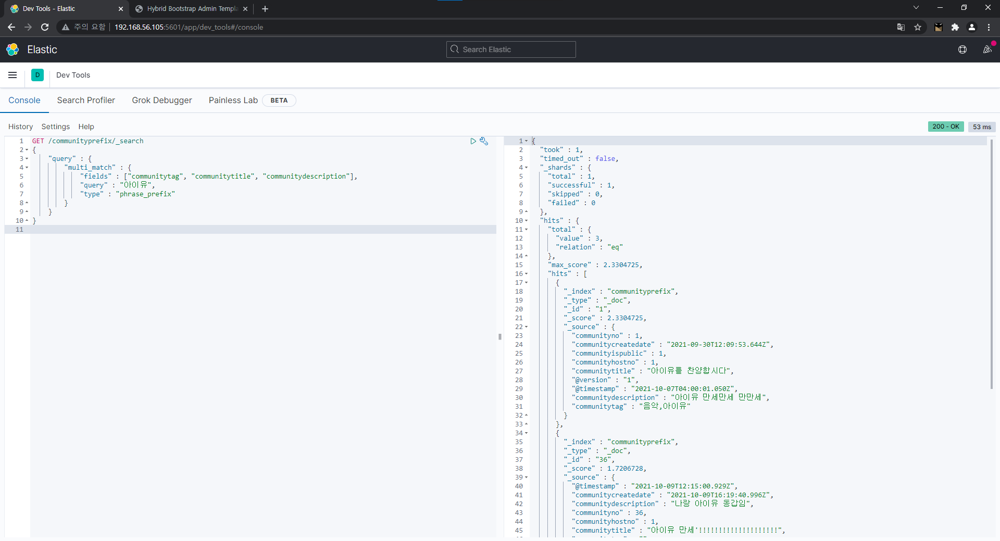 Dev Tools - Elastic
Hybrid Bootstrap Admin Templa
주의 요함 192.168.56.105:5601/app/dev_tools#/console
Elastic
Search Elastic
D
Dev Tools
Console
Search Profiler
Grok Debugger
Painless Lab
BETA
History
Settings
Help
200 - OK
53 ms
1 GET /communityprefix/_search
2 {
3 "query" : {
4 "multi_match" : {
5 "fields" : ["communitytag", "communitytitle", "communitydescription"],
6 "query" : "아이유",
7 "type" : "phrase_prefix"
8 }
9 }
10 }
11
1 {
2 "took" : 1,
3 "timed_out" : false,
4 "_shards" : {
5 "total" : 1,
6 "successful" : 1,
7 "skipped" : 0,
8 "failed" : 0
9 },
10 "hits" : {
11 "total" : {
12 "value" : 3,
13 "relation" : "eq"
14 },
15 "max_score" : 2.3304725,
16 "hits" : [
17 {
18 "_index" : "communityprefix",
19 "_type" : "_doc",
20 "_id" : "1",
21 "_score" : 2.3304725,
22 "_source" : {
23 "communityno" : 1,
24 "communitycreatedate" : "2021-09-30T12:09:53.644Z",
25 "communityispublic" : 1,
26 "communityhostno" : 1,
27 "communitytitle" : "아이유를 찬양합시다",
28 "@version" : "1",
29 "@timestamp" : "2021-10-07T04:00:01.050Z",
30 "communitydescription" : "아이유 만세만세 만만세",
31 "communitytag" : "음악,아이유"
32 }
33 },
34 {
35 "_index" : "communityprefix",
36 "_type" : "_doc",
37 "_id" : "36",
38 "_score" : 1.7206728,
39 "_source" : {
40 "@timestamp" : "2021-10-09T12:15:00.929Z",
41 "communitycreatedate" : "2021-10-09T16:19:40.996Z",
42 "communitydescription" : "나랑 아이유 동갑임",
43 "communityno" : 36,
44 "communityhostno" : 1,
45 "communitytitle" : "아이유 만세'!!!!!!!!!!!!!!!!!!!!",